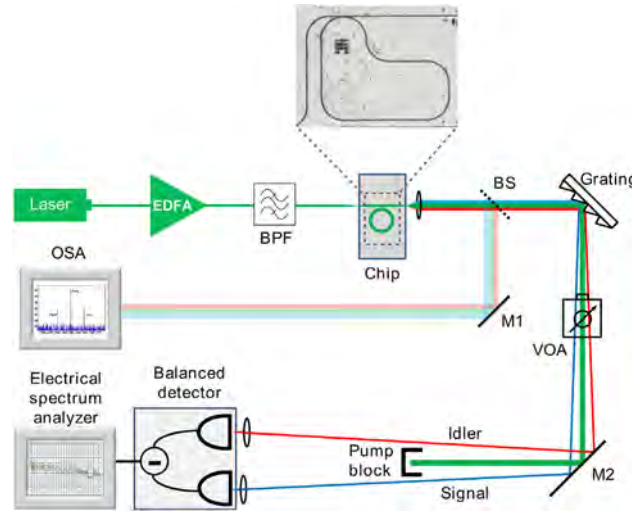 Laser
EDFA
BPF
Chip
BS
Grating
OSA
M1
VOA
Electrical
spectrum
analyzer
Balanced
detector
Idler
Pump
block
Signal
M2